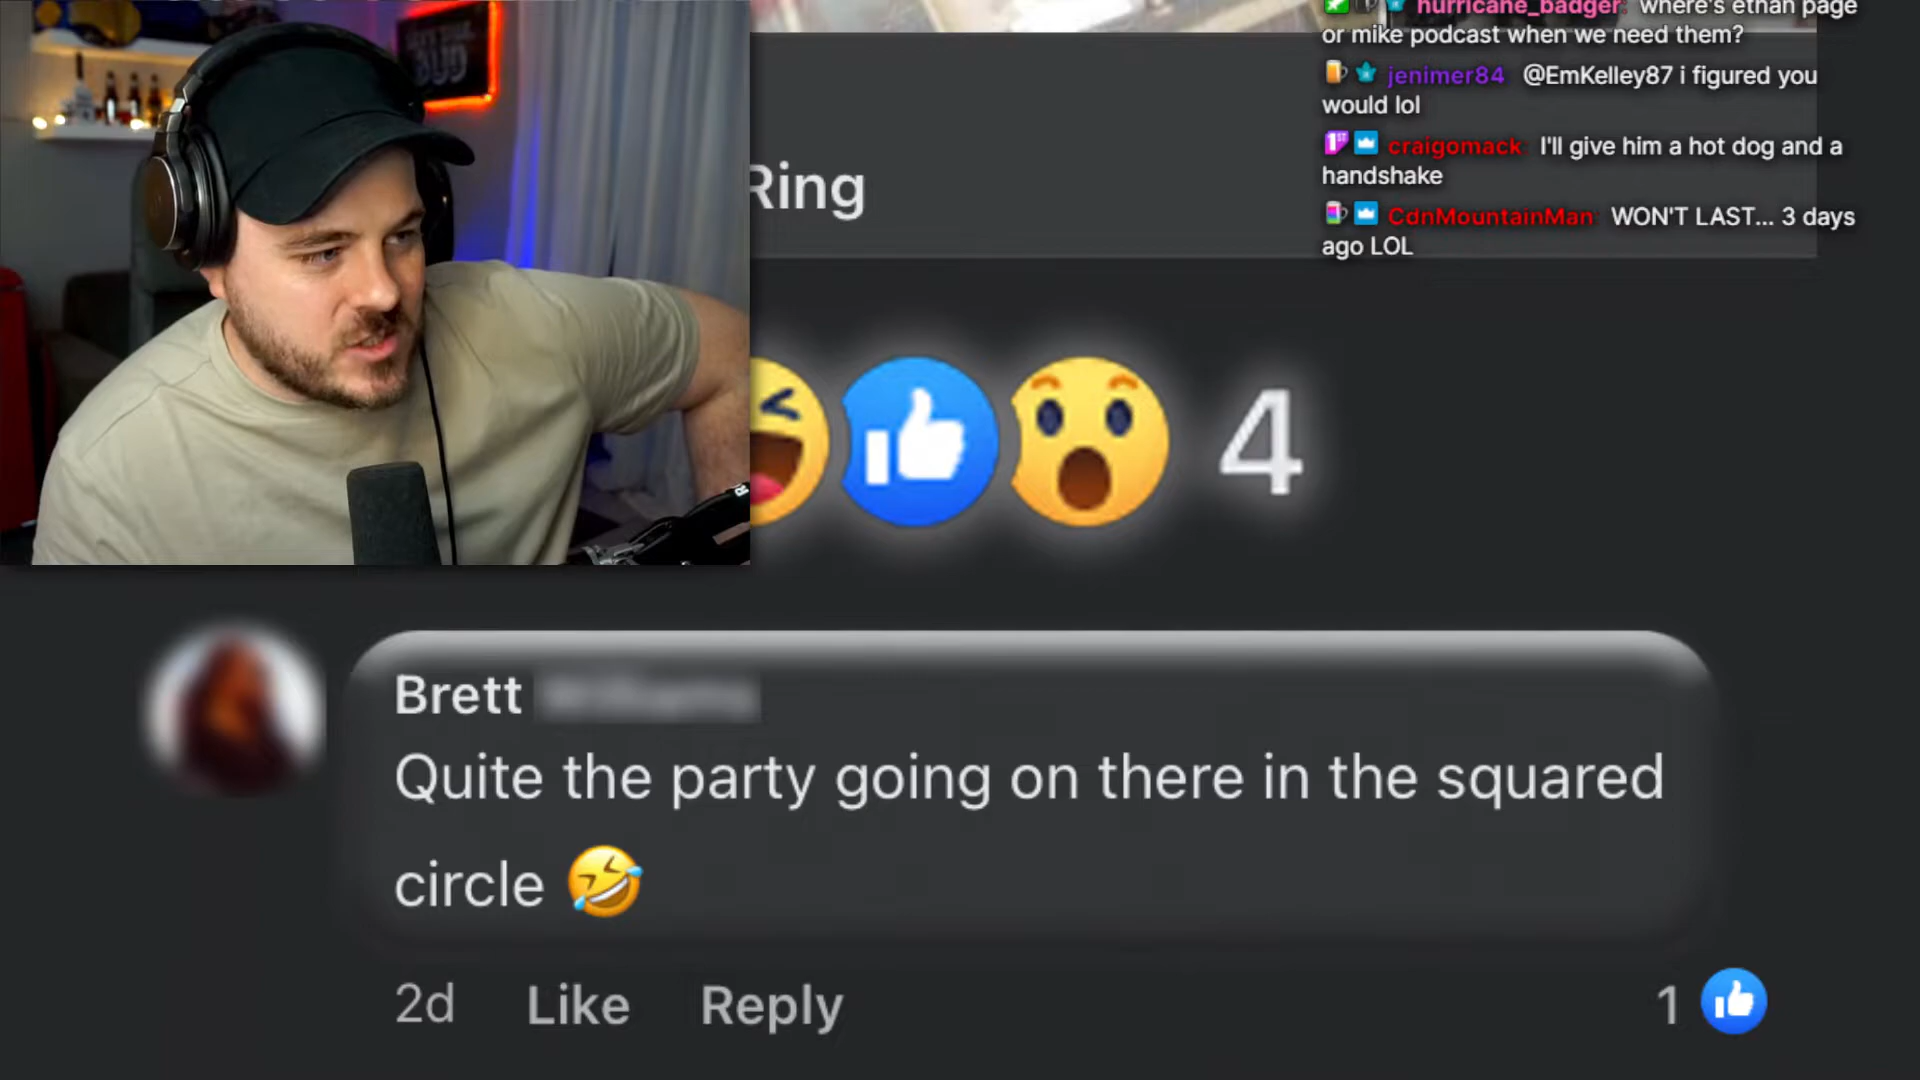 hurricane_badger: where's ethan page
or mike podcast when we need them?
jenimer84 @EmKelley87 i figured you
would lol
craigomack: I'll give him a hot dog and a
handshake
CdnMountainMan: WON'T LAST... 3 days
ago LOL
Ring
4
Brett
Quite the party going on there in the squared
circle 🤣
2d Like Reply 1